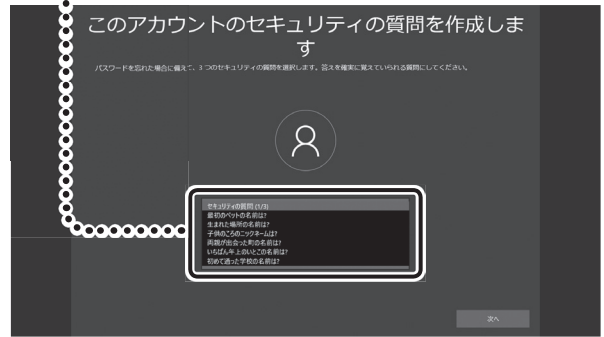 このアカウントのセキュリティの質問を作成しま
す
パスワードを忘れた場合に備えて、3 つのセキュリティの質問を選択します。答えを確実に覚えていられる質問にしてください。
セキュリティの質問 (1/3)
最初のペットの名前は?
生まれた場所の名前は?
子供のころのニックネームは?
両親が出会った町の名前は?
いちばん年上のいとこの名前は?
初めて通った学校の名前は?
次へ